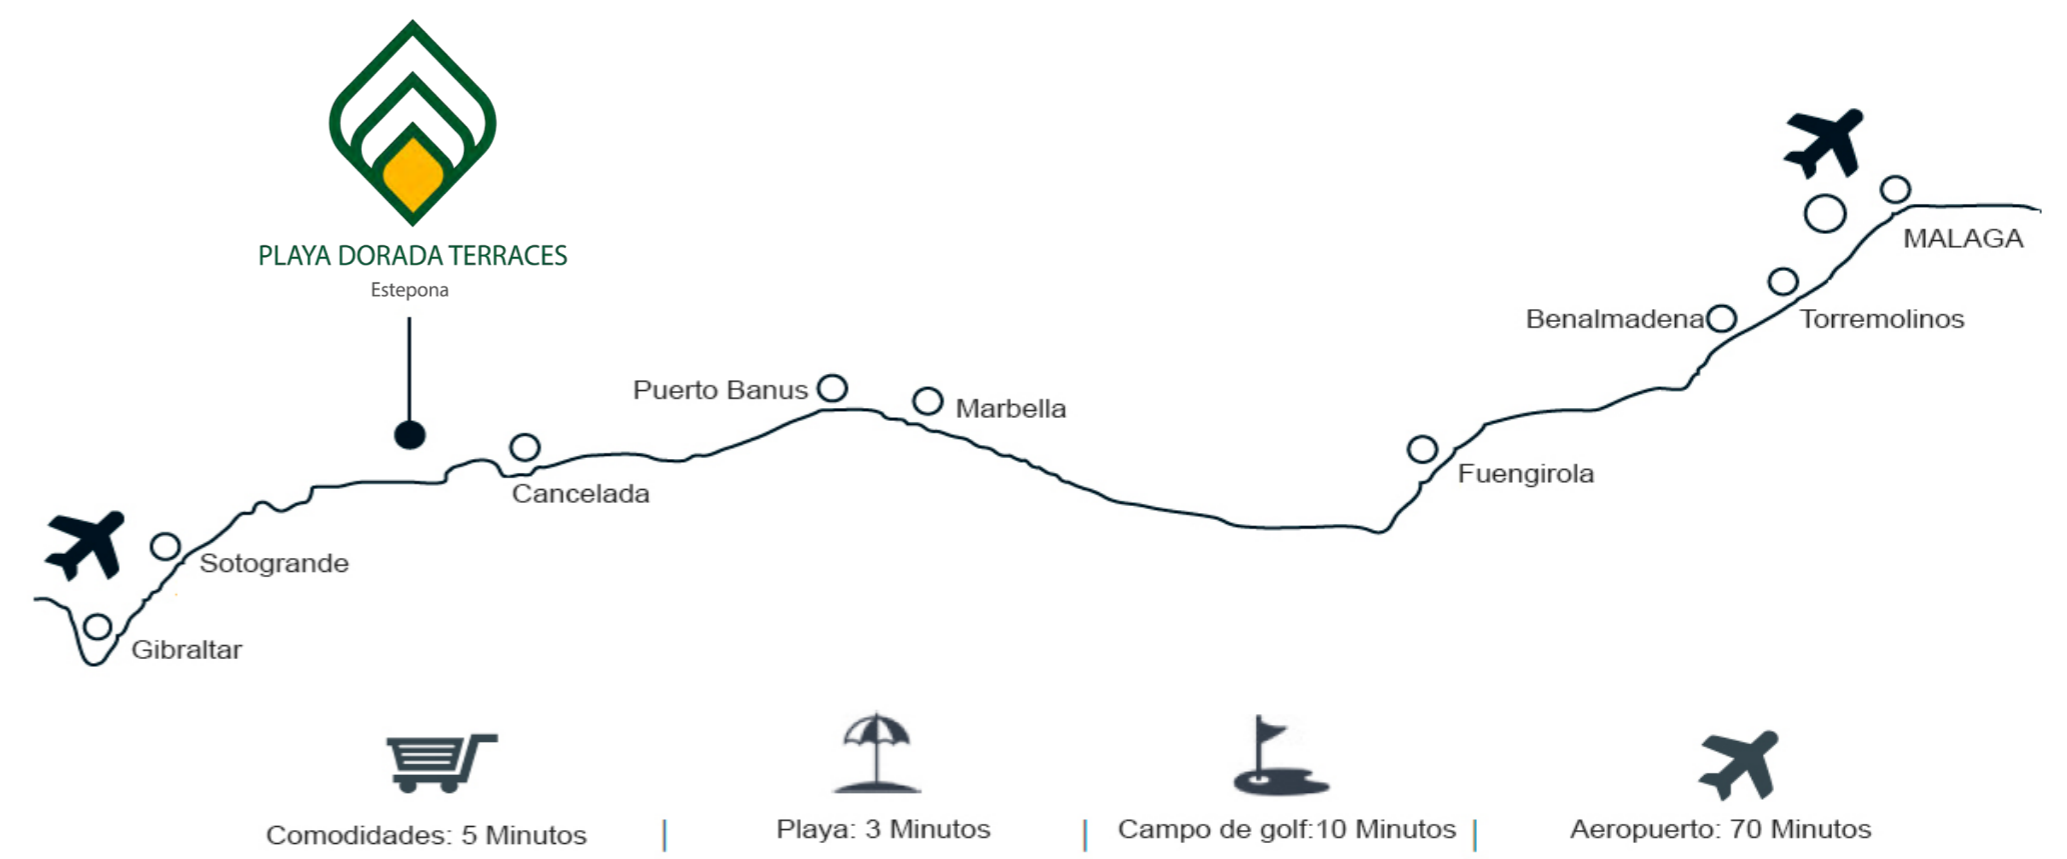 PLAYA DORADA TERRACES
Estepona
MALAGA
Benalmadena
Torremolinos
Puerto Banus
Marbella
Fuengirola
Cancelada
Sotogrande
Gibraltar
Comodidades: 5 Minutos
Playa: 3 Minutos
Campo de golf:10 Minutos
Aeropuerto: 70 Minutos